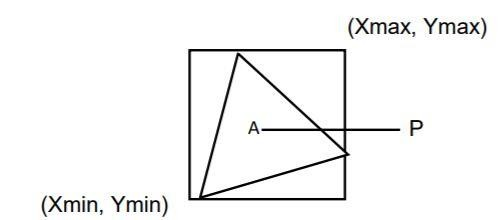 (Xmax, Ymax)
A
P
(Xmin, Ymin)